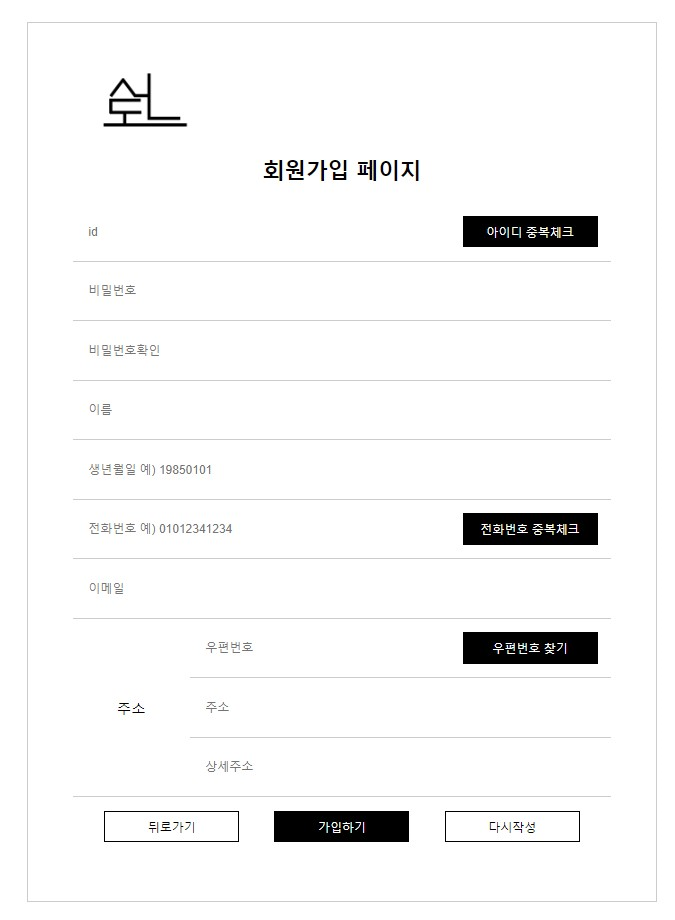 회원가입 페이지
id
아이디 중복체크
비밀번호
비밀번호확인
이름
생년월일 예) 19850101
전화번호 예) 01012341234
전화번호 중복체크
이메일
우편번호
우편번호 찾기
주소
주소
상세주소
뒤로가기
가입하기
다시작성